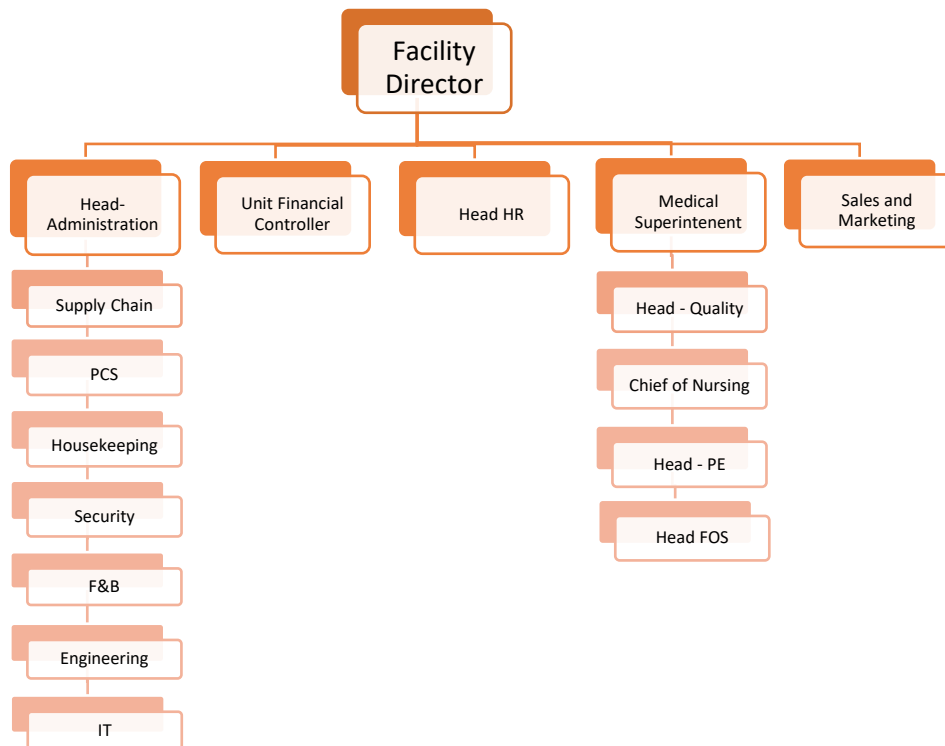 Facility
Director
Head-
Administration
Unit Financial
Controller
Head HR
Medical
Superintenent
Sales and
Marketing
Supply Chain
PCS
Housekeeping
Security
F&B
Engineering
IT
Head - Quality
Chief of Nursing
Head - PE
Head FOS